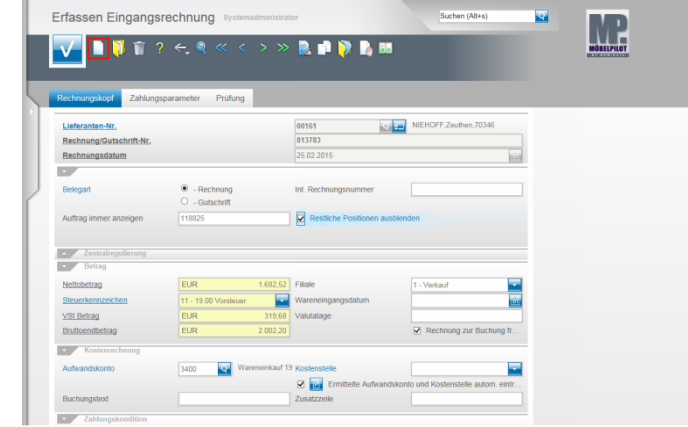 Erfassen Eingangsrechnung Systemadministrator Suchen (Alt+s)
MP.
MÖBELPILOT
Rechnungskopf Zahlungsparameter Prüfung
Lieferanten-Nr. 00161 NIEHOFF,Zeuthen,70346
Rechnung/Gutschrift-Nr. 813783
Rechnungsdatum 25.02.2015
Belegart - Rechnung Int. Rechnungsnummer
- Gutschrift
Auftrag immer anzeigen 118825 Restliche Positionen ausblenden
Zentralregulierung
Betrag
Nettobetrag EUR 1.682,52 Filiale 1 - Verkauf
Steuerkennzeichen 11 - 19.00 Vorsteuer Wareneingangsdatum
VSt Betrag EUR 319,68 Valutatage
Bruttoendbetrag EUR 2.002,20 Rechnung zur Buchung fr...
Kostenrechnung
Aufwandskonto 3400 Wareneinkauf 19 Kostenstelle
Ermittelte Aufwandskonto und Kostenstelle autom. eintr...
Buchungstext Zusatzzeile
Zahlungskondition